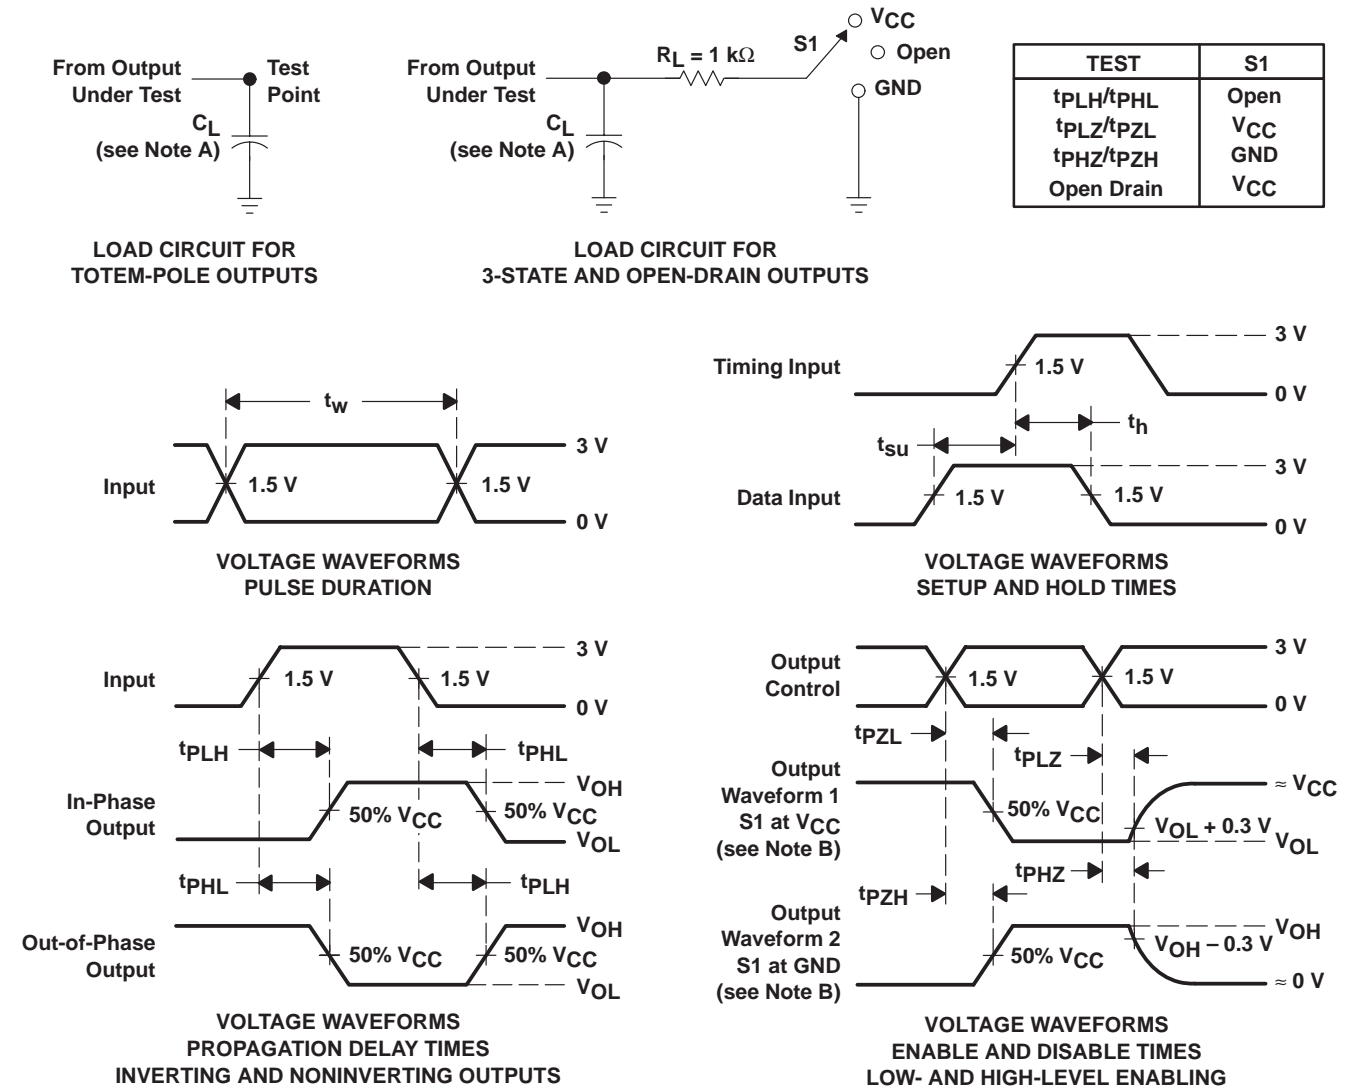 From Output
Under Test
Test
Point
CL
(see Note A)
LOAD CIRCUIT FOR
TOTEM-POLE OUTPUTS
From Output
Under Test
CL
(see Note A)
RL = 1 kΩ
S1
VCC
Open
GND
LOAD CIRCUIT FOR
3-STATE AND OPEN-DRAIN OUTPUTS
TEST S1
tPLH/tPHL Open
tPLZ/tPZL VCC
tPHZ/tPZH GND
Open Drain VCC
tw
3 V
Input
1.5 V
1.5 V
0 V
VOLTAGE WAVEFORMS
PULSE DURATION
3 V
Timing Input
1.5 V
0 V
th
tsu
3 V
Data Input
1.5 V
1.5 V
0 V
VOLTAGE WAVEFORMS
SETUP AND HOLD TIMES
3 V
Input
1.5 V
1.5 V
0 V
tPLH
tPHL
In-Phase
Output
VOH
50% VCC
50% VCC
VOL
tPHL
tPLH
Out-of-Phase
Output
VOH
50% VCC
50% VCC
VOL
VOLTAGE WAVEFORMS
PROPAGATION DELAY TIMES
INVERTING AND NONINVERTING OUTPUTS
Output
Control
3 V
1.5 V
1.5 V
0 V
tPZL
tPLZ
Output
Waveform 1
S1 at VCC
(see Note B)
≈ VCC
50% VCC
VOL + 0.3 V
VOL
tPHZ
tPZH
Output
Waveform 2
S1 at GND
(see Note B)
VOH
50% VCC
VOH – 0.3 V
≈ 0 V
VOLTAGE WAVEFORMS
ENABLE AND DISABLE TIMES
LOW- AND HIGH-LEVEL ENABLING